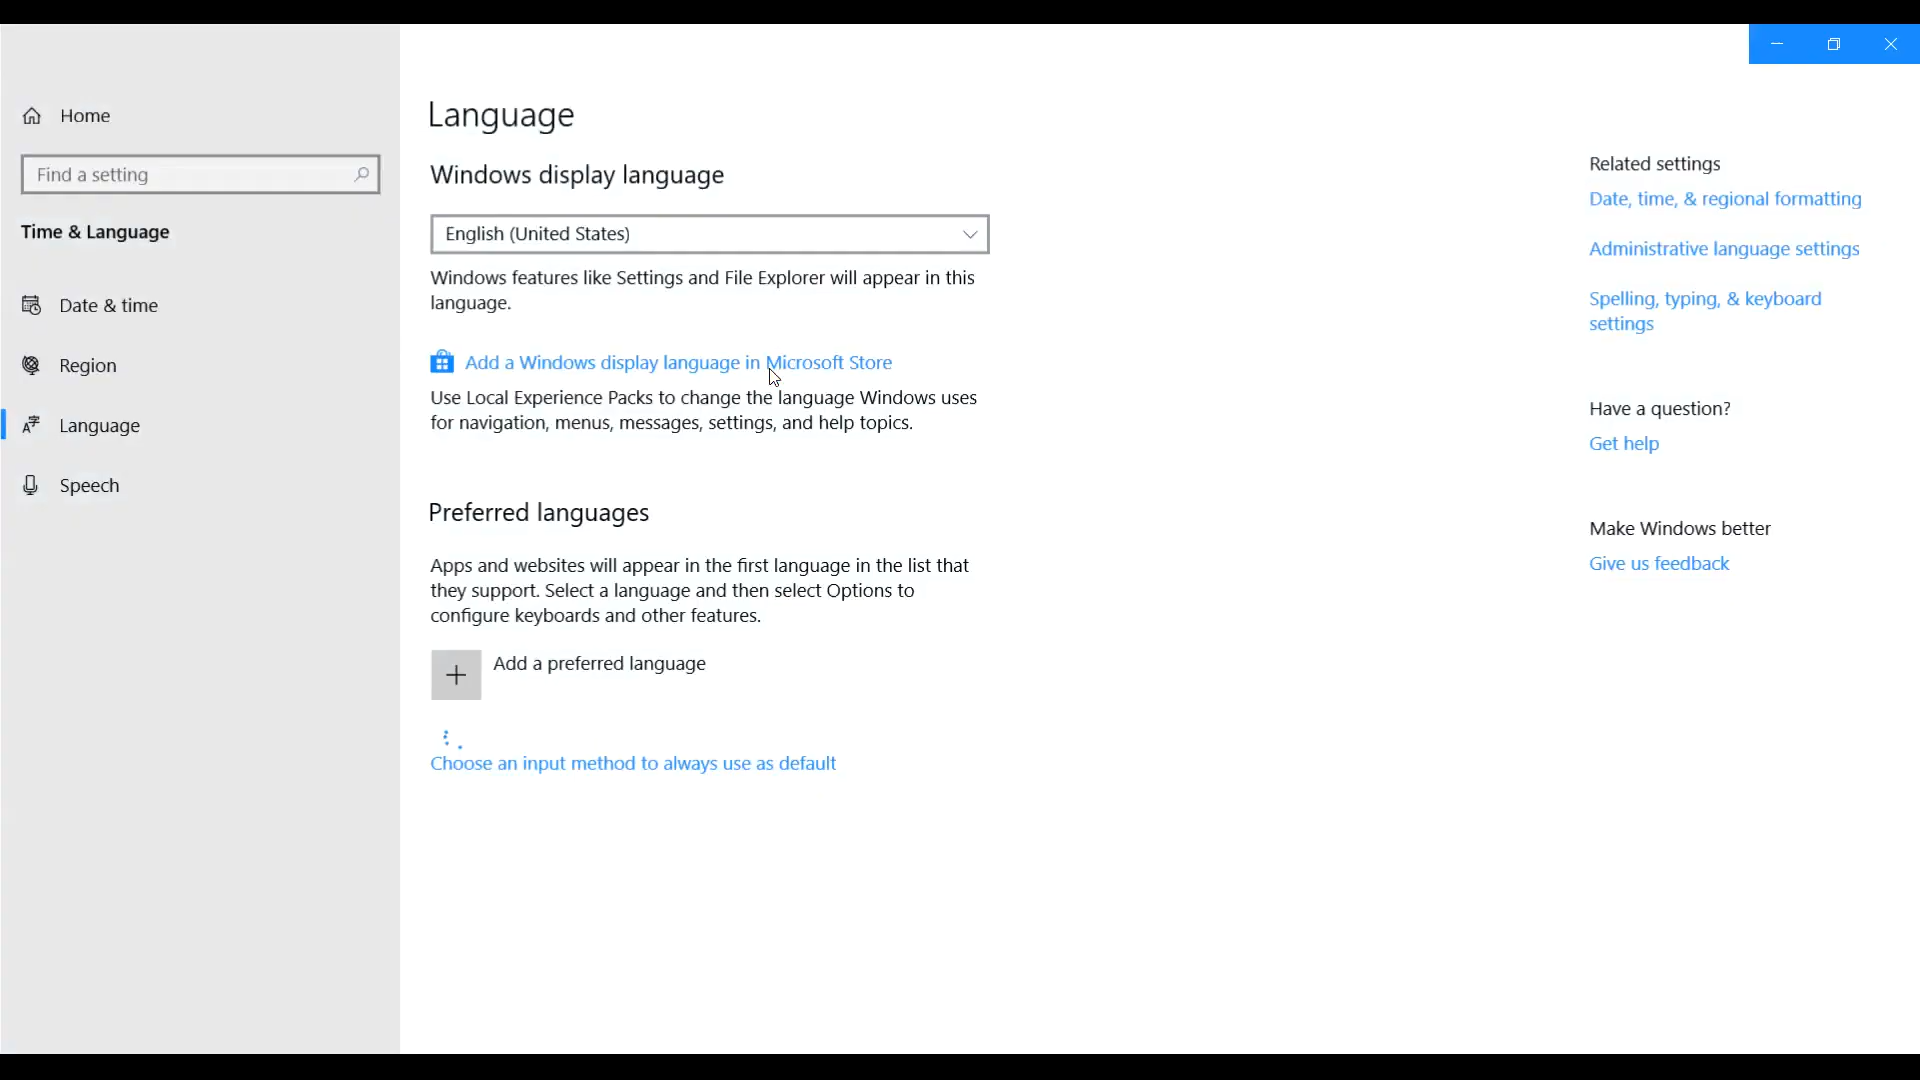 Home
Find a setting
Time & Language
Date & time
Region
Language
Speech
Language
Windows display language
English (United States)
Windows features like Settings and File Explorer will appear in this
language.
Add a Windows display language in Microsoft Store
Use Local Experience Packs to change the language Windows uses
for navigation, menus, messages, settings, and help topics.
Preferred languages
Apps and websites will appear in the first language in the list that
they support. Select a language and then select Options to
configure keyboards and other features.
Add a preferred language
Choose an input method to always use as default
Related settings
Date, time, & regional formatting
Administrative language settings
Spelling, typing, & keyboard
settings
Have a question?
Get help
Make Windows better
Give us feedback